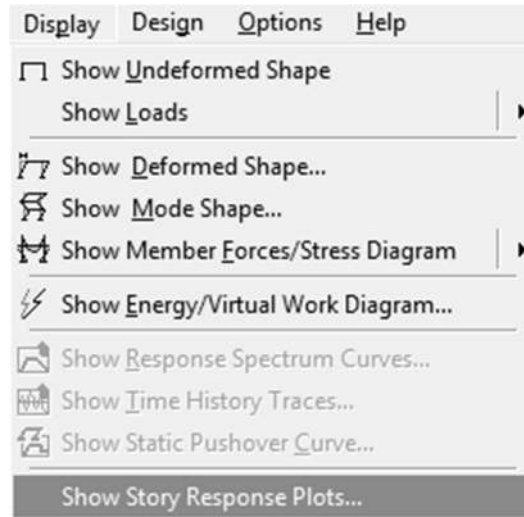 Display Design Options Help
Show Undeformed Shape
Show Loads
Show Deformed Shape...
Show Mode Shape...
Show Member Forces/Stress Diagram
Show Energy/Virtual Work Diagram...
Show Response Spectrum Curves...
Show Time History Traces...
Show Static Pushover Curve...
Show Story Response Plots...